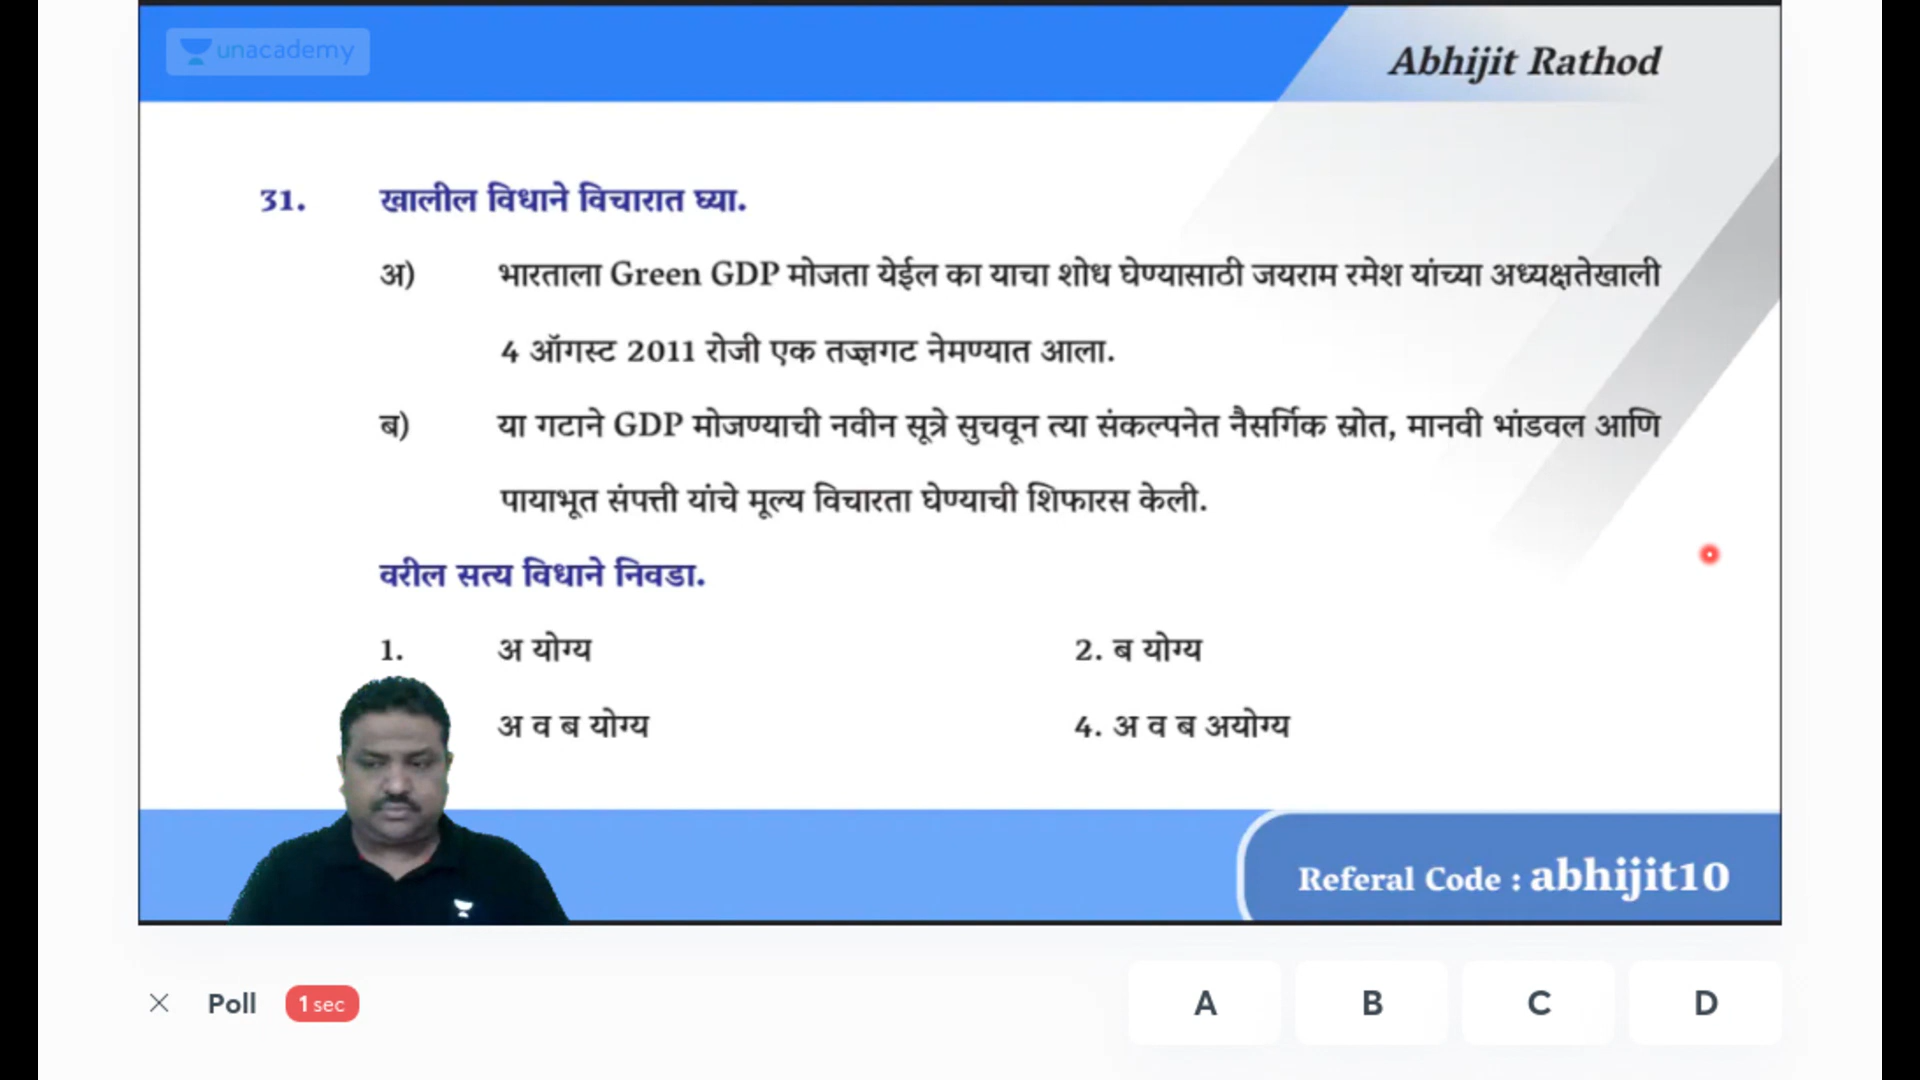 unacademy
Abhijit Rathod
31. खालील विधाने विचारात घ्या.
अ) भारताला Green GDP मोजता येईल का याचा शोध घेण्यासाठी जयराम रमेश यांच्या अध्यक्षतेखाली
4 ऑगस्ट 2011 रोजी एक तज्ज्ञगट नेमण्यात आला.
ब) या गटाने GDP मोजण्याची नवीन सूत्रे सुचवून त्या संकल्पनेत नैसर्गिक स्रोत, मानवी भांडवल आणि
पायाभूत संपत्ती यांचे मूल्य विचारता घेण्याची शिफारस केली.
वरील सत्य विधाने निवडा.
1. अ योग्य 2. ब योग्य
अ व ब योग्य 4. अ व ब अयोग्य
Referal Code : abhijit10
Poll 1 sec A B C D